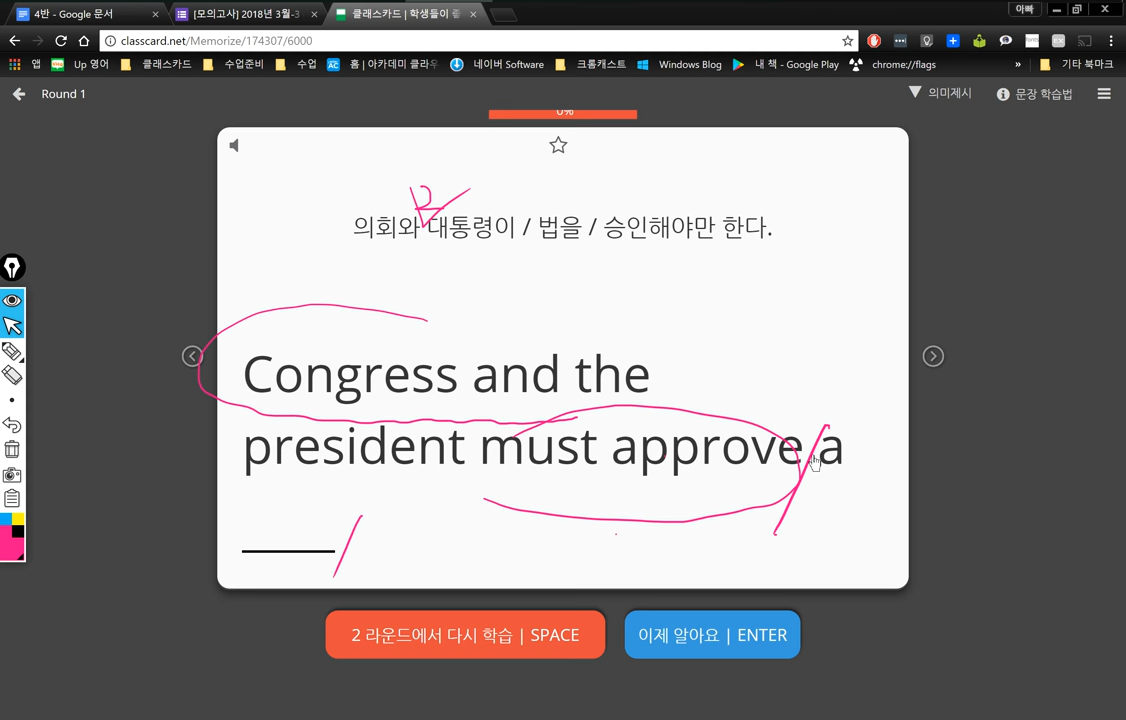 4반 - Google 문서
[모의고사] 2018년 3월-3
클래스카드 | 학생들이 좋
아빠
classcard.net/Memorize/174307/6000
앱
Up 영어
클래스카드
수업준비
수업
홈 | 아카데미 클라우
네이버 Software
크롬캐스트
Windows Blog
내 책 - Google Play
chrome://flags
»
기타 북마크
Round 1
의미제시
문장 학습법
0%
의회와 대통령이 / 법을 / 승인해야만 한다.
Congress and the
president must approve a
2 라운드에서 다시 학습 | SPACE
이제 알아요 | ENTER